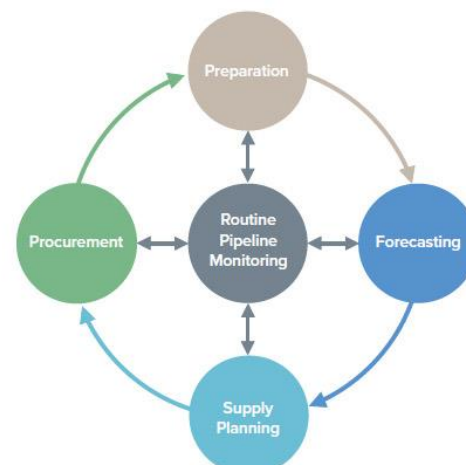 Preparation
Procurement
Routine
Pipeline
Monitoring
Forecasting
Supply
Planning